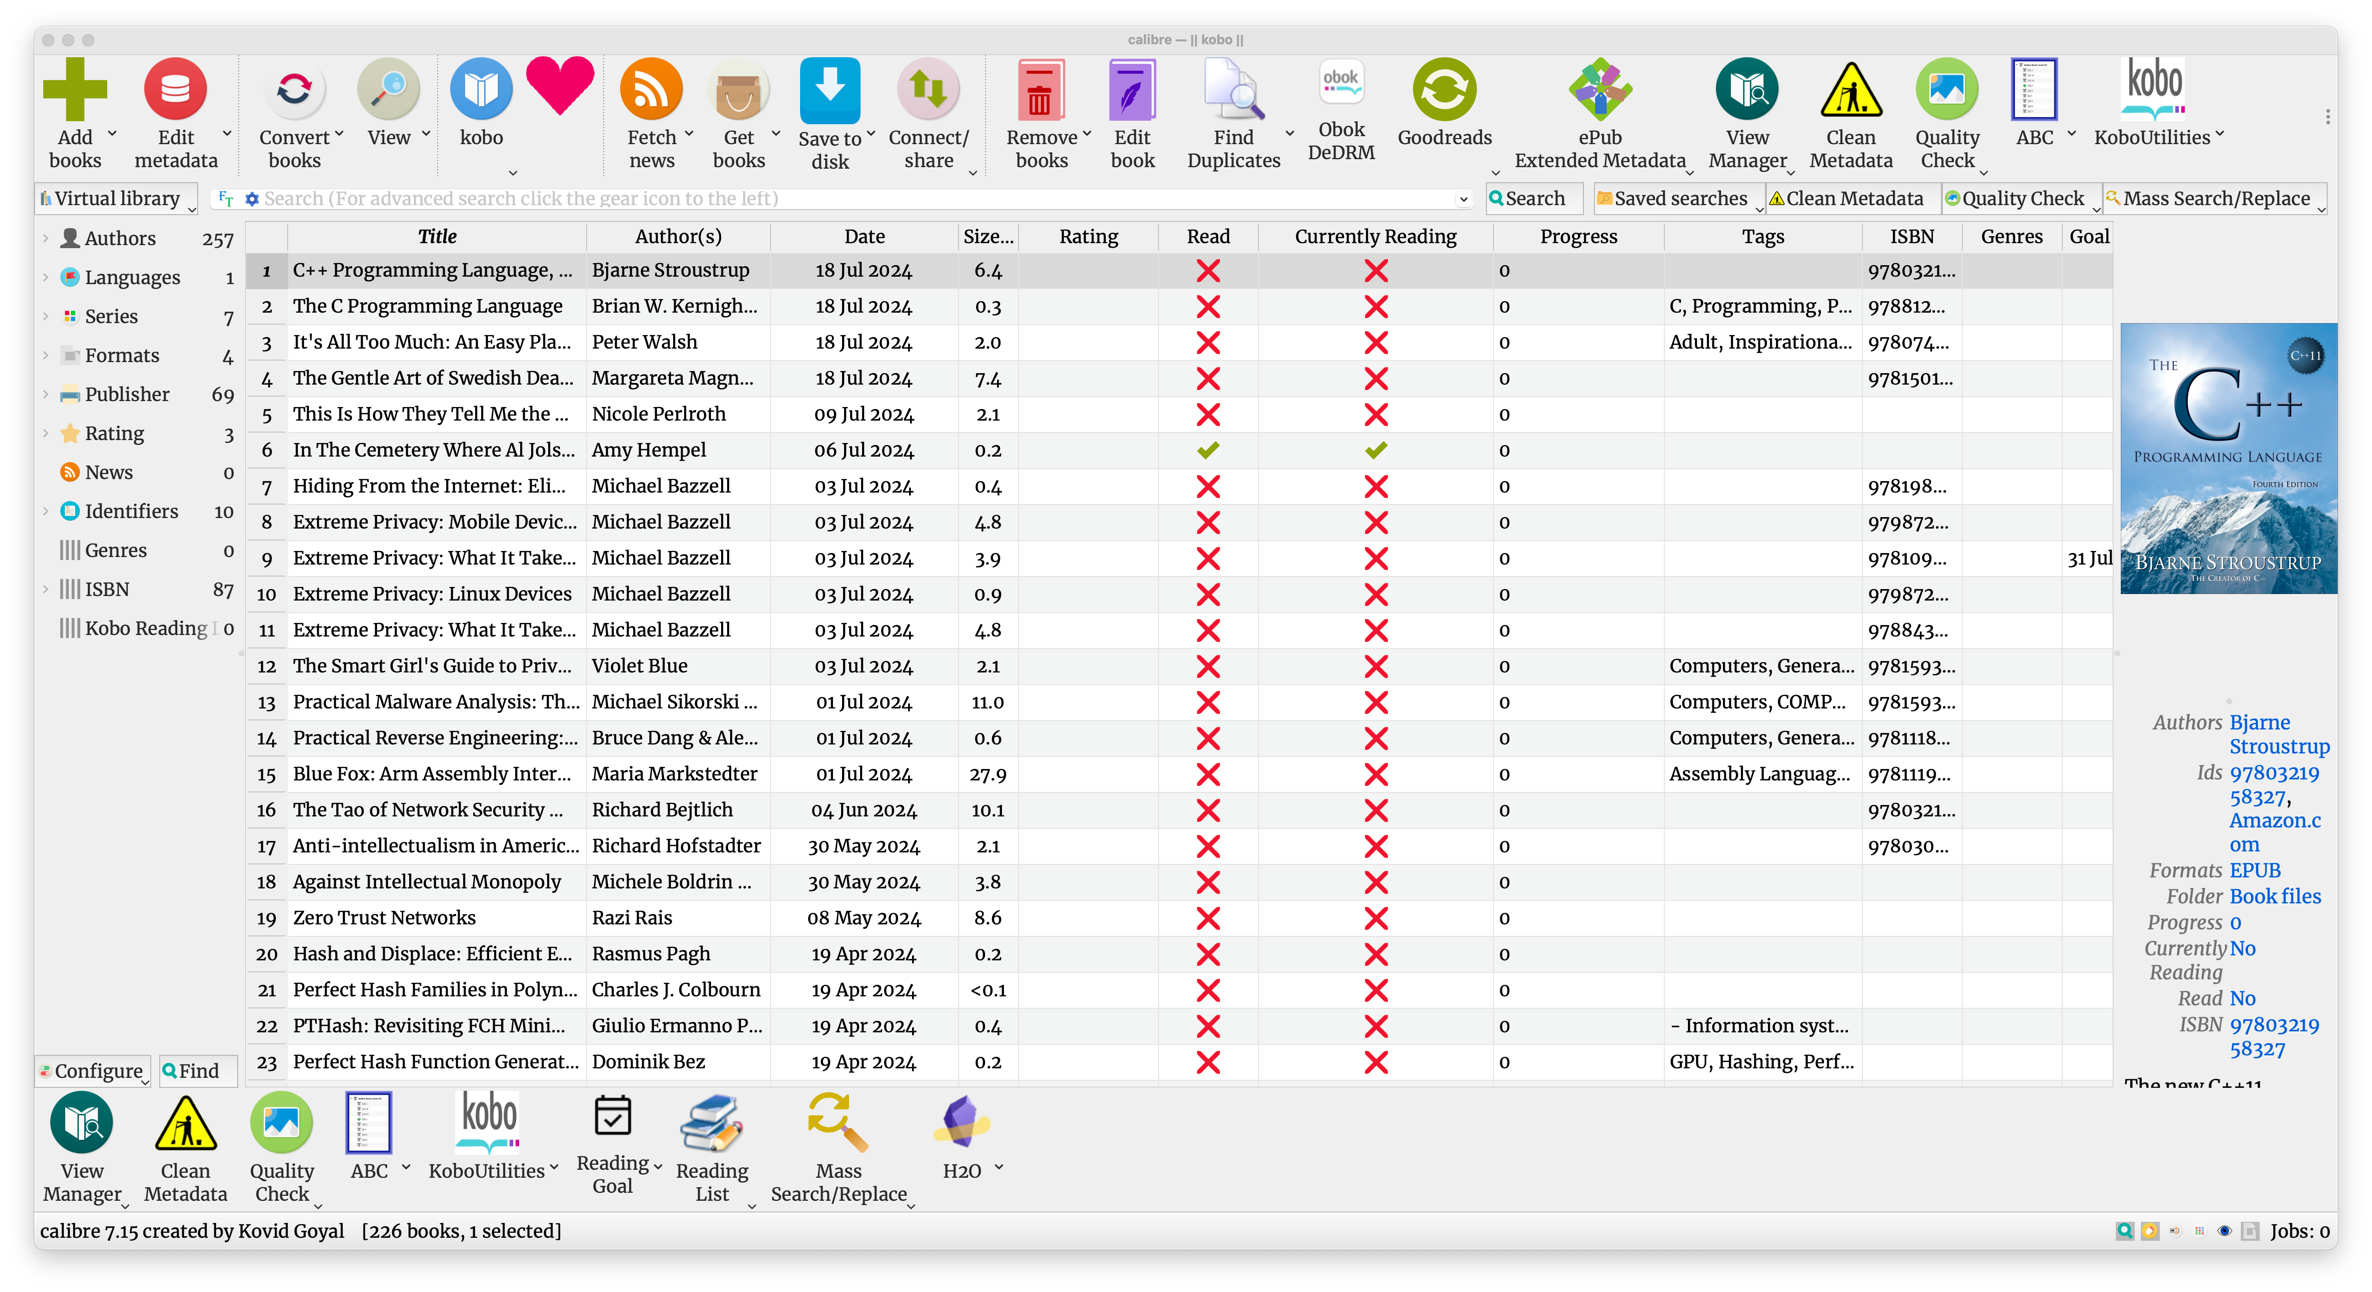 calibre — || kobo ||
Add books
Edit metadata
Convert books
View
kobo
Fetch news
Get books
Save to disk
Connect/ share
Remove books
Edit book
Find Duplicates
obok
Obok DeDRM
Goodreads
ePub Extended Metadata
View Manager
Clean Metadata
Quality Check
ABC
kobo
KoboUtilities
Virtual library
FT
Search (For advanced search click the gear icon to the left)
Search
Saved searches
Clean Metadata
Quality Check
Mass Search/Replace
Authors 257
Languages 1
Series 7
Formats 4
Publisher 69
Rating 3
News 0
Identifiers 10
Genres 0
ISBN 87
Kobo Reading 0
Configure
Find
Title Author(s) Date Size... Rating Read Currently Reading Progress Tags ISBN Genres Goal
1 C++ Programming Language, ... Bjarne Stroustrup 18 Jul 2024 6.4 0 9780321...
2 The C Programming Language Brian W. Kernigh... 18 Jul 2024 0.3 0 C, Programming, P... 978812...
3 It's All Too Much: An Easy Pla... Peter Walsh 18 Jul 2024 2.0 0 Adult, Inspirationa... 978074...
4 The Gentle Art of Swedish Dea... Margareta Magn... 18 Jul 2024 7.4 0 9781501...
5 This Is How They Tell Me the ... Nicole Perlroth 09 Jul 2024 2.1 0
6 In The Cemetery Where Al Jols... Amy Hempel 06 Jul 2024 0.2 0
7 Hiding From the Internet: Eli... Michael Bazzell 03 Jul 2024 0.4 0 978198...
8 Extreme Privacy: Mobile Devic... Michael Bazzell 03 Jul 2024 4.8 0 979872...
9 Extreme Privacy: What It Take... Michael Bazzell 03 Jul 2024 3.9 0 978109... 31 Jul
10 Extreme Privacy: Linux Devices Michael Bazzell 03 Jul 2024 0.9 0 979872...
11 Extreme Privacy: What It Take... Michael Bazzell 03 Jul 2024 4.8 0 978843...
12 The Smart Girl's Guide to Priv... Violet Blue 03 Jul 2024 2.1 0 Computers, Genera... 9781593...
13 Practical Malware Analysis: Th... Michael Sikorski ... 01 Jul 2024 11.0 0 Computers, COMP... 9781593...
14 Practical Reverse Engineering:... Bruce Dang & Ale... 01 Jul 2024 0.6 0 Computers, Genera... 9781118...
15 Blue Fox: Arm Assembly Inter... Maria Markstedter 01 Jul 2024 27.9 0 Assembly Languag... 9781119...
16 The Tao of Network Security ... Richard Bejtlich 04 Jun 2024 10.1 0 9780321...
17 Anti-intellectualism in Americ... Richard Hofstadter 30 May 2024 2.1 0 978030...
18 Against Intellectual Monopoly Michele Boldrin ... 30 May 2024 3.8 0
19 Zero Trust Networks Razi Rais 08 May 2024 8.6 0
20 Hash and Displace: Efficient E... Rasmus Pagh 19 Apr 2024 0.2 0
21 Perfect Hash Families in Polyn... Charles J. Colbourn 19 Apr 2024 <0.1 0
22 PTHash: Revisiting FCH Mini... Giulio Ermanno P... 19 Apr 2024 0.4 0 - Information syst...
23 Perfect Hash Function Generat... Dominik Bez 19 Apr 2024 0.2 0 GPU, Hashing, Perf...
C++11
THE
C++
PROGRAMMING LANGUAGE
FOURTH EDITION
BJARNE STROUSTRUP
THE CREATOR OF C++
Authors Bjarne
Stroustrup
Ids 97803219
58327,
Amazon.c
om
Formats EPUB
Folder Book files
Progress 0
Currently No
Reading
Read No
ISBN 97803219
58327
The new C++11
View Manager
Clean Metadata
Quality Check
ABC
kobo
KoboUtilities
Reading Goal
Reading List
Mass Search/Replace
H2O
calibre 7.15 created by Kovid Goyal [226 books, 1 selected]
Jobs: 0